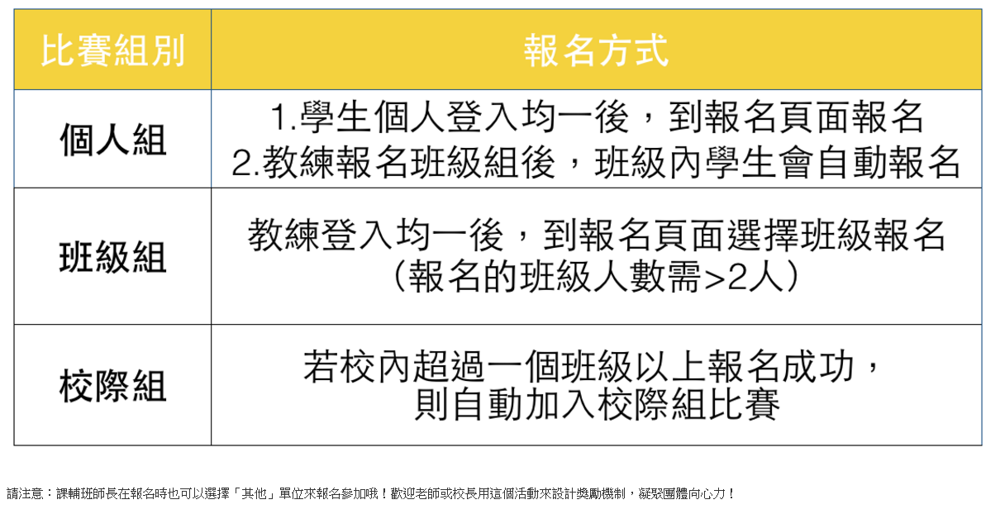 比賽組別
報名方式
個人組
1.學生個人登入均一後，到報名頁面報名
2.教練報名班級組後，班級內學生會自動報名
班級組
教練登入均一後，到報名頁面選擇班級報名
（報名的班級人數需>2人）
校際組
若校內超過一個班級以上報名成功，
則自動加入校際組比賽
請注意：課輔班師長在報名時也可以選擇「其他」單位來報名參加哦！歡迎老師或校長用這個活動來設計獎勵機制，凝聚團體向心力！